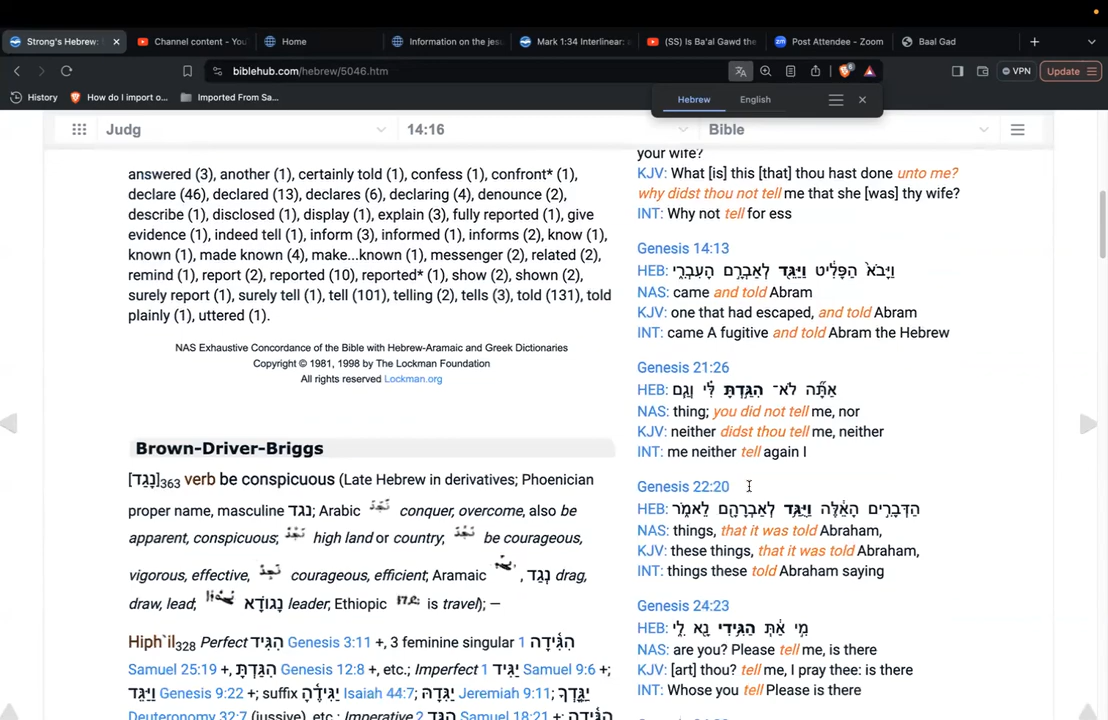 Strong's Hebrew:
Channel content - You
Home
Information on the jesu
Mark 1:34 Interlinear: 
(SS) Is Ba'al Gawd the
Post Attendee - Zoom
Baal Gad
biblehub.com/hebrew/5046.htm
6
VPN
Update
History
How do I import o...
Imported From Sa...
Hebrew
English
Judg
14:16
Bible
answered (3), another (1), certainly told (1), confess (1), confront* (1),
declare (46), declared (13), declares (6), declaring (4), denounce (2),
describe (1), disclosed (1), display (1), explain (3), fully reported (1), give
evidence (1), indeed tell (1), inform (3), informed (1), informs (2), know (1),
known (1), made known (4), make...known (1), messenger (2), related (2),
remind (1), report (2), reported (10), reported* (1), show (2), shown (2),
surely report (1), surely tell (1), tell (101), telling (2), tells (3), told (131), told
plainly (1), uttered (1).
NAS Exhaustive Concordance of the Bible with Hebrew-Aramaic and Greek Dictionaries
Copyright © 1981, 1998 by The Lockman Foundation
All rights reserved Lockman.org
Brown-Driver-Briggs
[נָגַד]363 verb be conspicuous (Late Hebrew in derivatives; Phoenician
proper name, masculine נגד; Arabic conquer, overcome, also be
apparent, conspicuous; high land or country; be courageous,
vigorous, effective, courageous, efficient; Aramaic , נְגַד drag,
draw, lead; נָגוֺדָא leader; Ethiopic is travel); —
Hiph`il328 Perfect הִגִּיד Genesis 3:11 +, 3 feminine singular הִגִּ֫ידָה 1
Samuel 25:19 +, הִגַּדְתָּ Genesis 12:8 +, etc.; Imperfect יַגִּיד 1 Samuel 9:6 +;
וַיַּגֵּד Genesis 9:22 +; suffix יַגִּידֶ֫הָ Isaiah 44:7; יַגִּדָהּ Jeremiah 9:11; יַגֵּדְךָ
Deuteronomy 32:7 (jussive), etc.; Imperative הַגֵּד 2 Samuel 18:21 +; הַגִּ֫ידָה
your wife?
KJV: What [is] this [that] thou hast done unto me?
why didst thou not tell me that she [was] thy wife?
INT: Why not tell for ess
Genesis 14:13
HEB: וַיָּבֹא֙ הַפָּלִ֔יט וַיַּגֵּ֖ד לְאַבְרָ֣ם הָעִבְרִ֑י
NAS: came and told Abram
KJV: one that had escaped, and told Abram
INT: came A fugitive and told Abram the Hebrew
Genesis 21:26
HEB: אַתָּ֞ה לֹא־ הִגַּ֣דְתָּ לִּ֗י וְגַ֧ם
NAS: thing; you did not tell me, nor
KJV: neither didst thou tell me, neither
INT: me neither tell again I
Genesis 22:20
HEB: הַדְּבָרִ֣ים הָאֵ֔לֶּה וַיֻּגַּ֥ד לְאַבְרָהָ֖ם לֵאמֹ֑ר
NAS: things, that it was told Abraham,
KJV: these things, that it was told Abraham,
INT: things these told Abraham saying
Genesis 24:23
HEB: מִ֣י אַ֔תְּ הַגִּ֥ידִי נָ֖א לִ֑י
NAS: are you? Please tell me, is there
KJV: [art] thou? tell me, I pray thee: is there
INT: Whose you tell Please is there